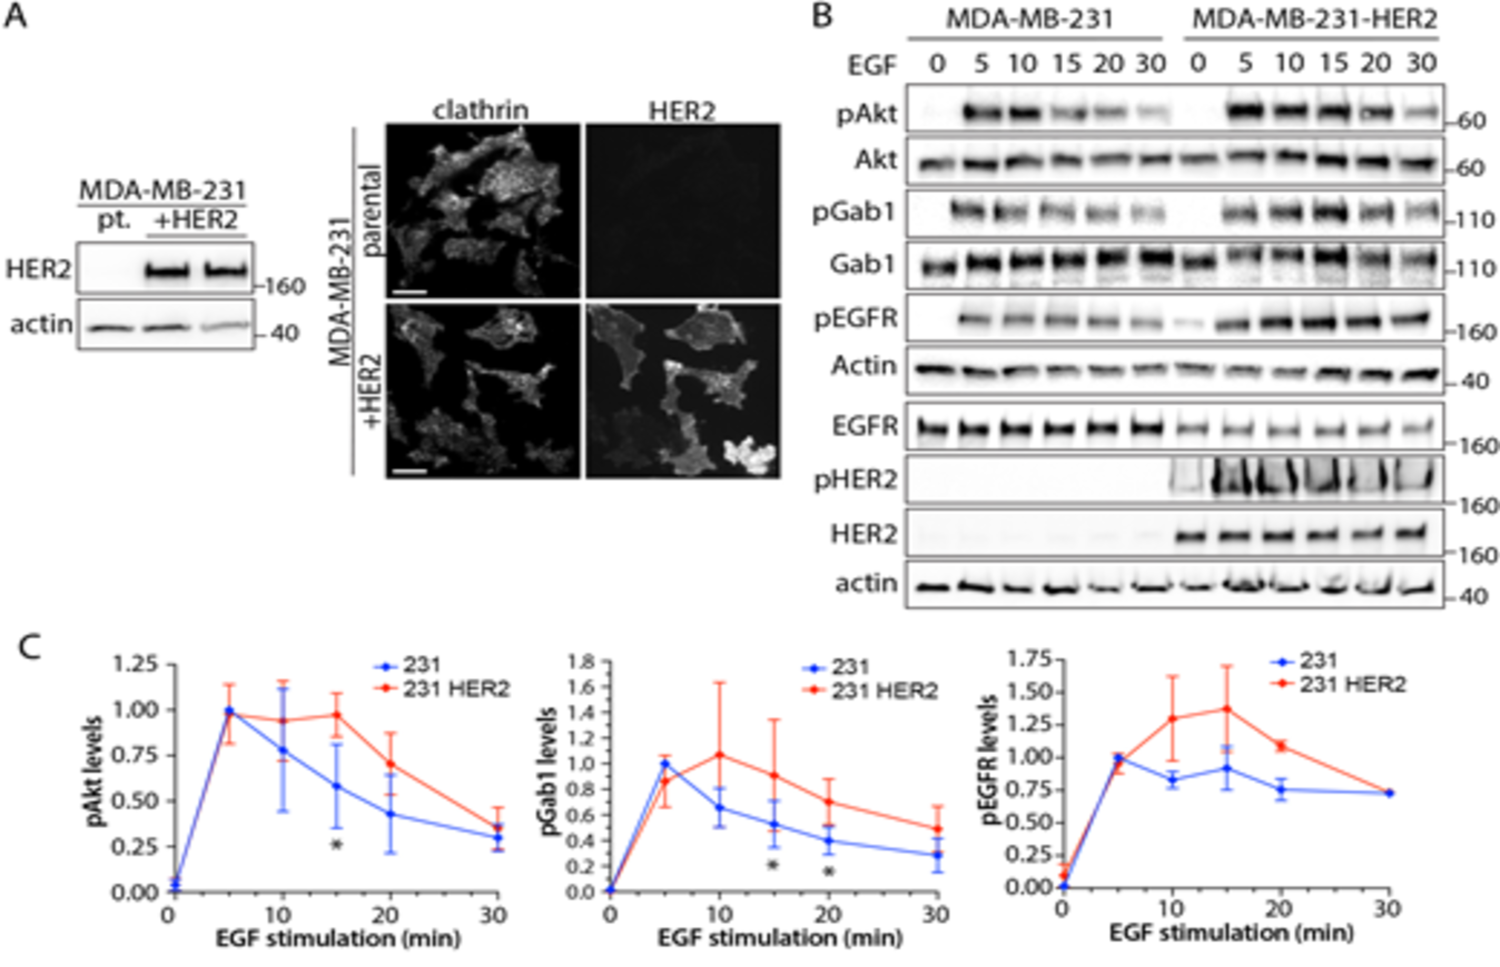 A
MDA-MB-231
pt. +HER2
HER2
160
actin
40
clathrin HER2
MDA-MB-231
parental
+HER2
B
MDA-MB-231 MDA-MB-231-HER2
EGF 0 5 10 15 20 30 0 5 10 15 20 30
pAkt 60
Akt 60
pGab1 110
Gab1 110
pEGFR 160
Actin 40
EGFR 160
pHER2 160
HER2 160
actin 40
C
1.25
1.00
0.75
0.50
0.25
0.00
pAkt levels
231
231 HER2
*
0 10 20 30
EGF stimulation (min)
1.8
1.6
1.4
1.2
1.0
0.8
0.6
0.4
0.2
0.0
pGab1 levels
231
231 HER2
* *
0 10 20 30
EGF stimulation (min)
1.75
1.50
1.25
1.00
0.75
0.50
0.25
0.00
pEGFR levels
231
231 HER2
0 10 20 30
EGF stimulation (min)